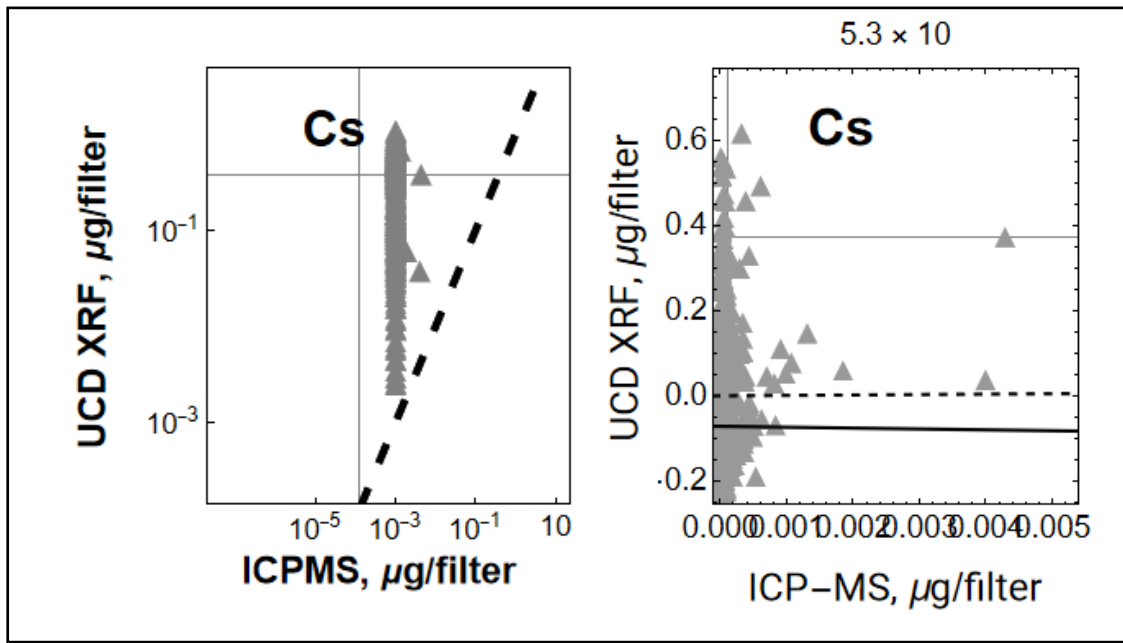 Cs
UCD XRF, µg/filter
10⁻¹
10⁻³
10⁻⁵ 10⁻³ 10⁻¹ 10
ICPMS, µg/filter
5.3 × 10
Cs
UCD XRF, µg/filter
0.6
0.4
0.2
0.0
-0.2
0.000 0.001 0.002 0.003 0.004 0.005
ICP–MS, µg/filter